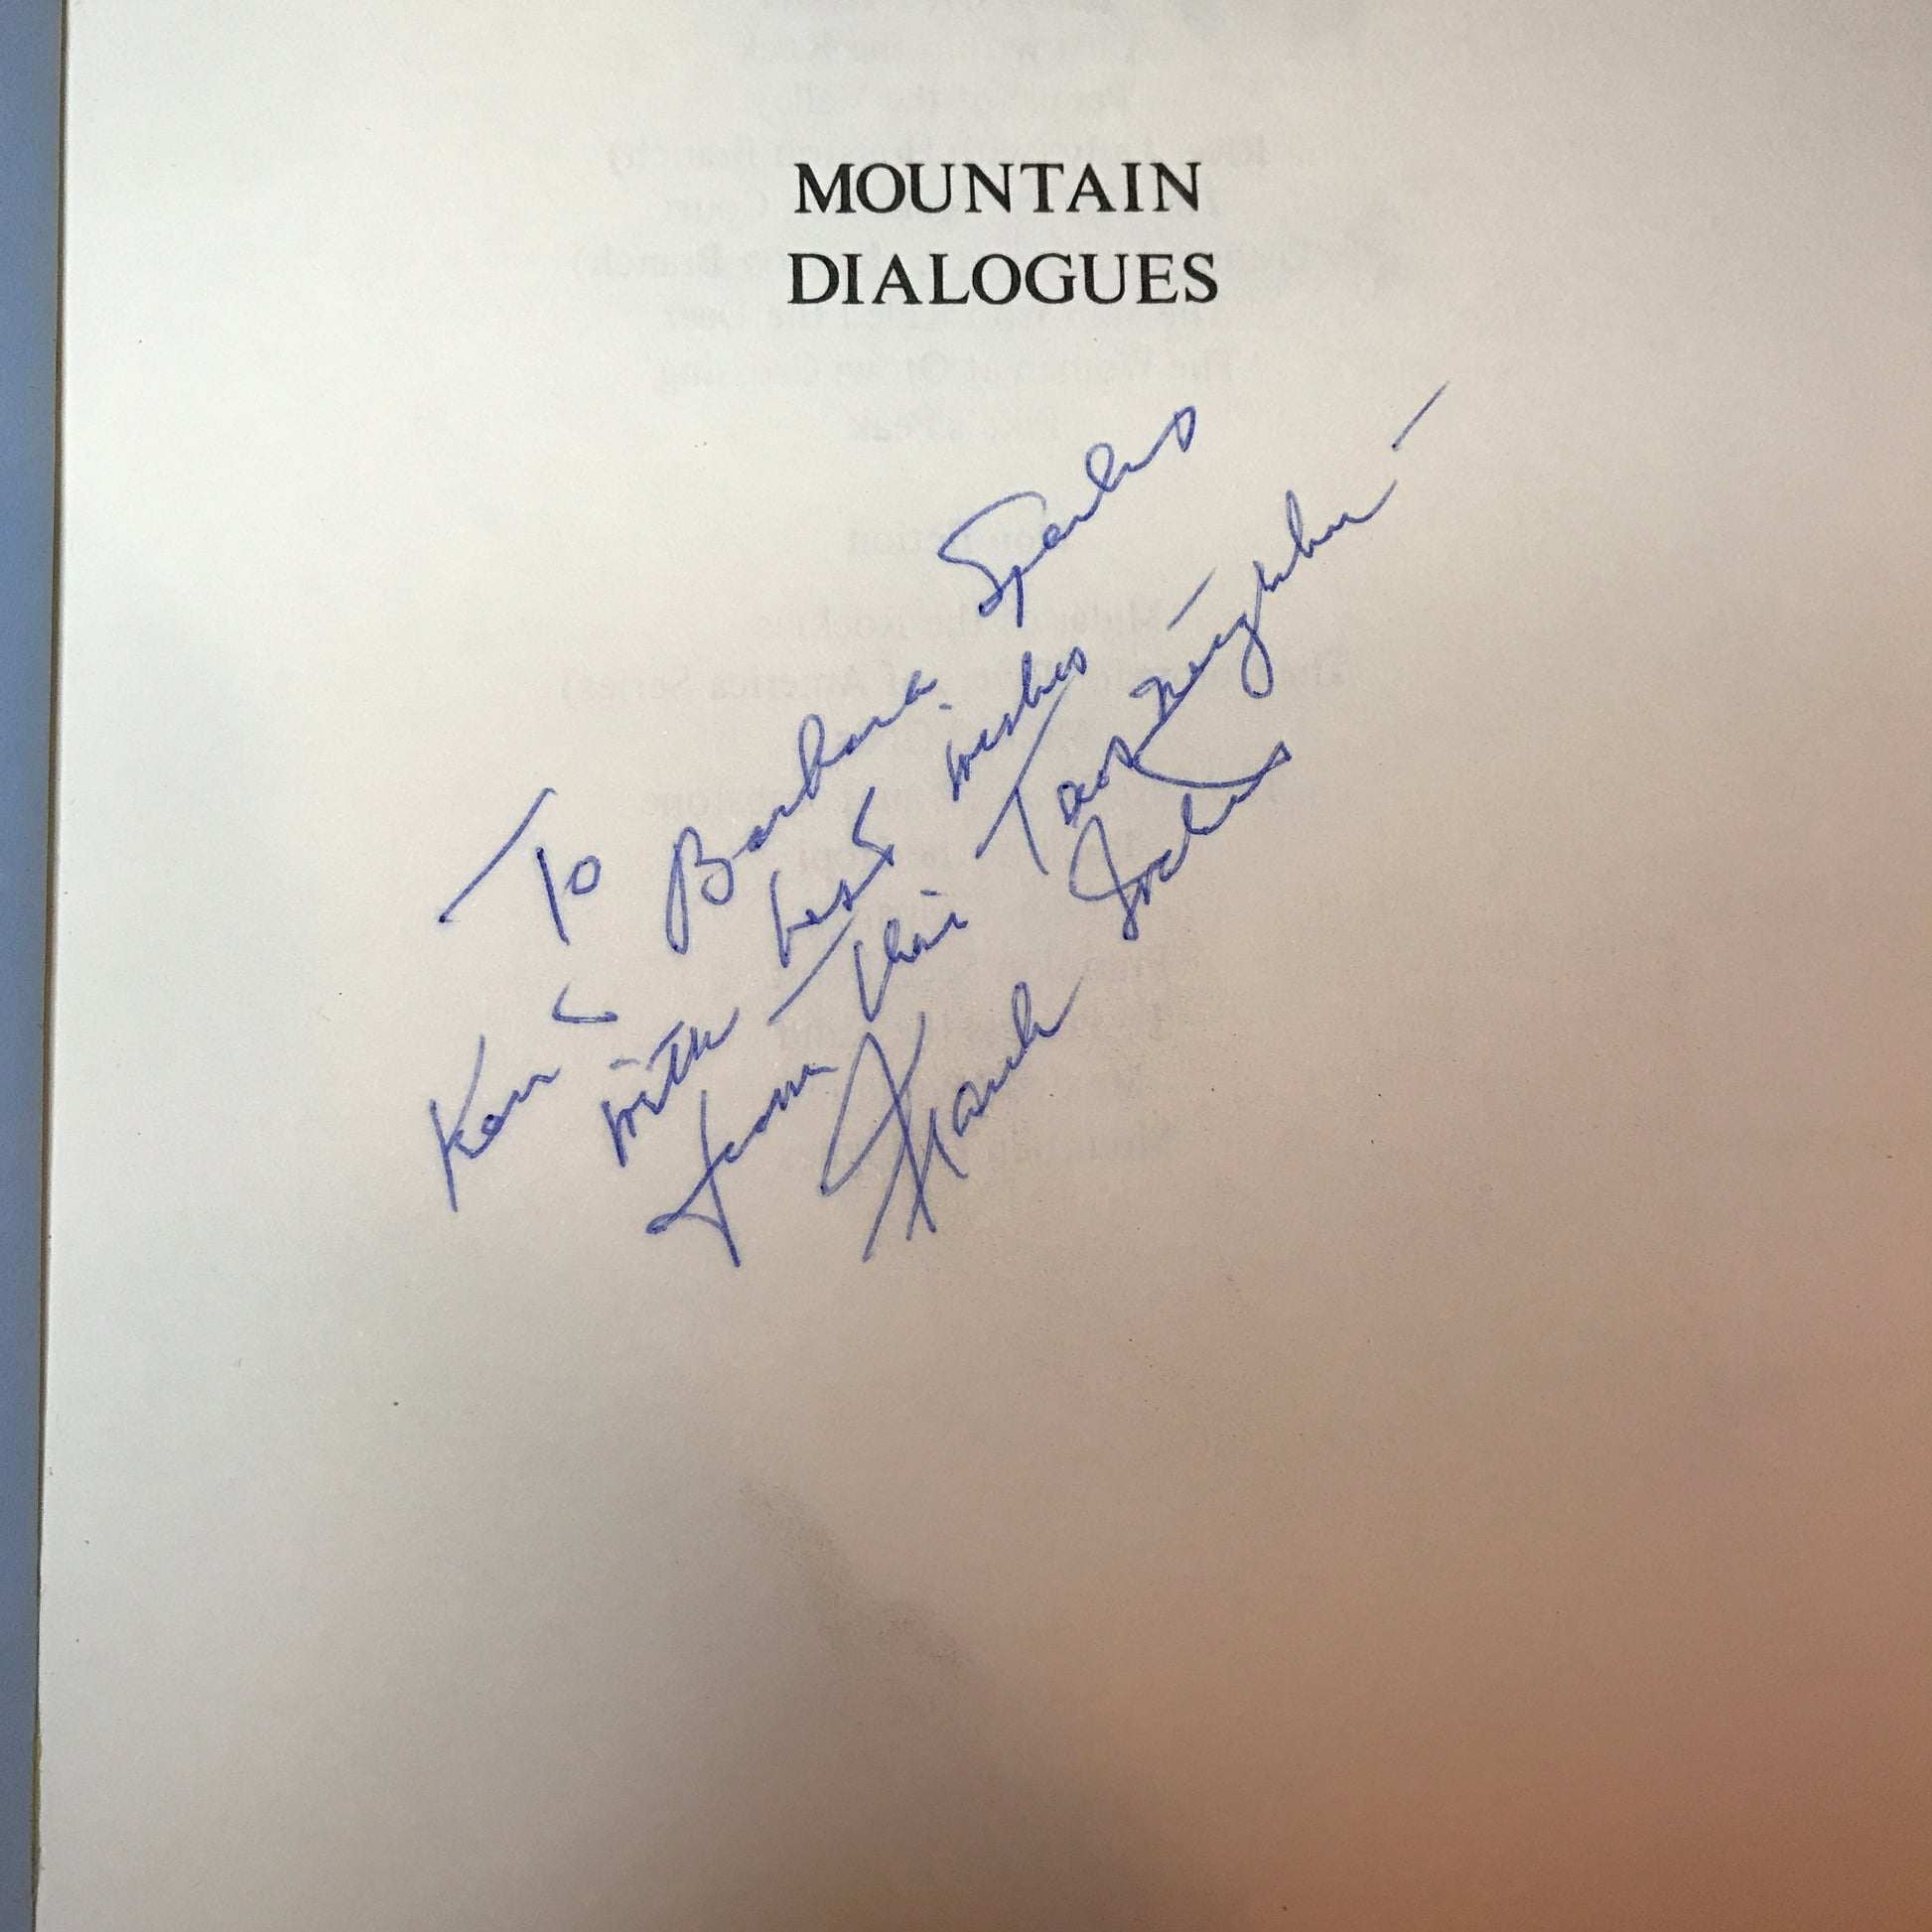 MOUNTAIN
DIALOGUES
To
Ken & Barbara Sparks
with best wishes
from their Taos neighbor –
Frank Waters